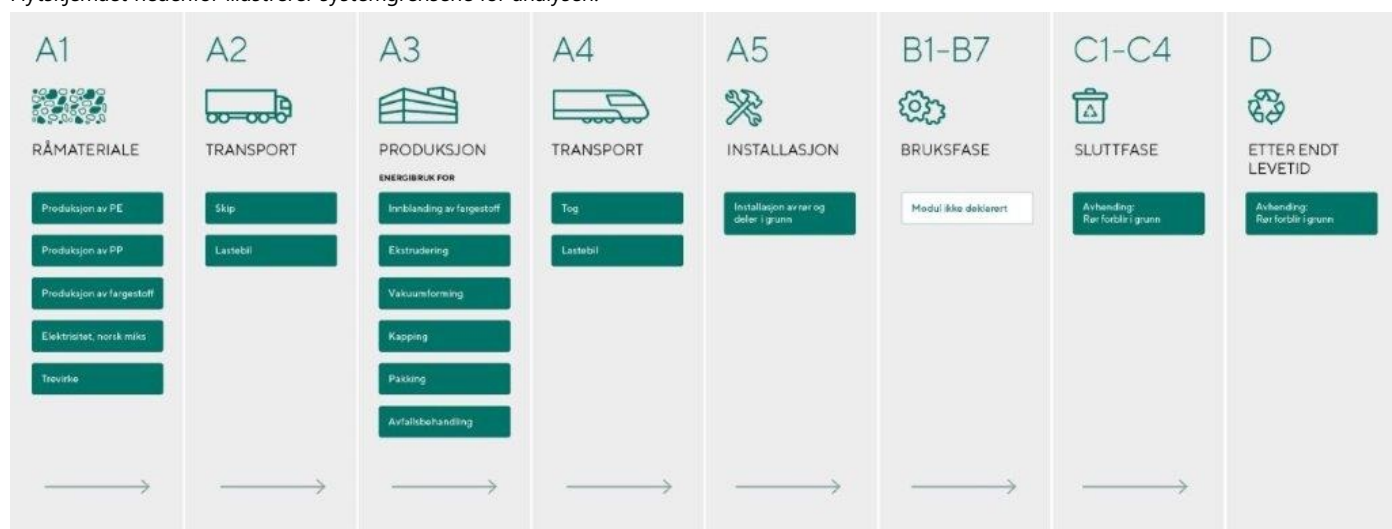 Flytskjemaet nedenfor illustrerer systemgrensene for analysen:
A1
RÅMATERIALE
Produksjon av PE
Produksjon av PP
Produksjon av fargestoff
Elektrisitet, norsk miks
Trevirke
A2
TRANSPORT
Skip
Lastebil
A3
PRODUKSJON
ENERGIBRUK FOR
Innblanding av fargestoff
Ekstrudering
Vakuumforming
Kapping
Pakking
Avfallsbehandling
A4
TRANSPORT
Tog
Lastebil
A5
INSTALLASJON
Installasjon av rør og
deler i grunn
B1-B7
BRUKSFASE
Modul ikke deklarert
C1-C4
SLUTTFASE
Avhending:
Rør forblir i grunn
D
ETTER ENDT
LEVETID
Avhending:
Rør forblir i grunn